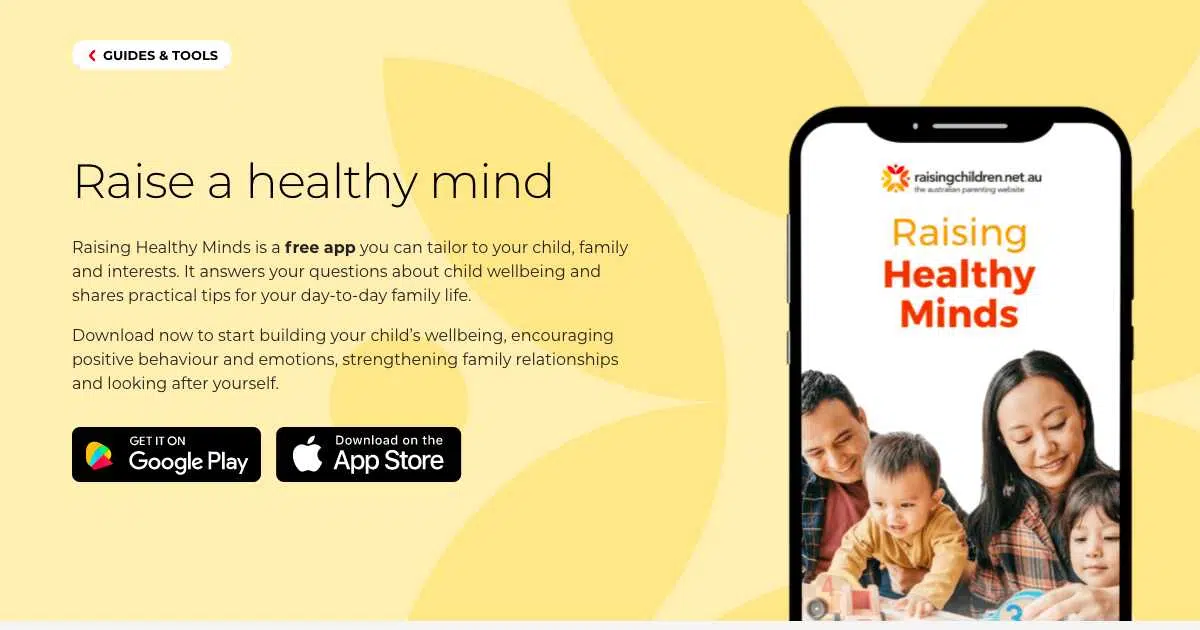 GUIDES & TOOLS
Raise a healthy mind
Raising Healthy Minds is a free app you can tailor to your child, family
and interests. It answers your questions about child wellbeing and
shares practical tips for your day-to-day family life.
Download now to start building your child’s wellbeing, encouraging
positive behaviour and emotions, strengthening family relationships
and looking after yourself.
GET IT ON
Google Play
Download on the
App Store
raisingchildren.net.au
the australian parenting website
Raising
Healthy
Minds
3